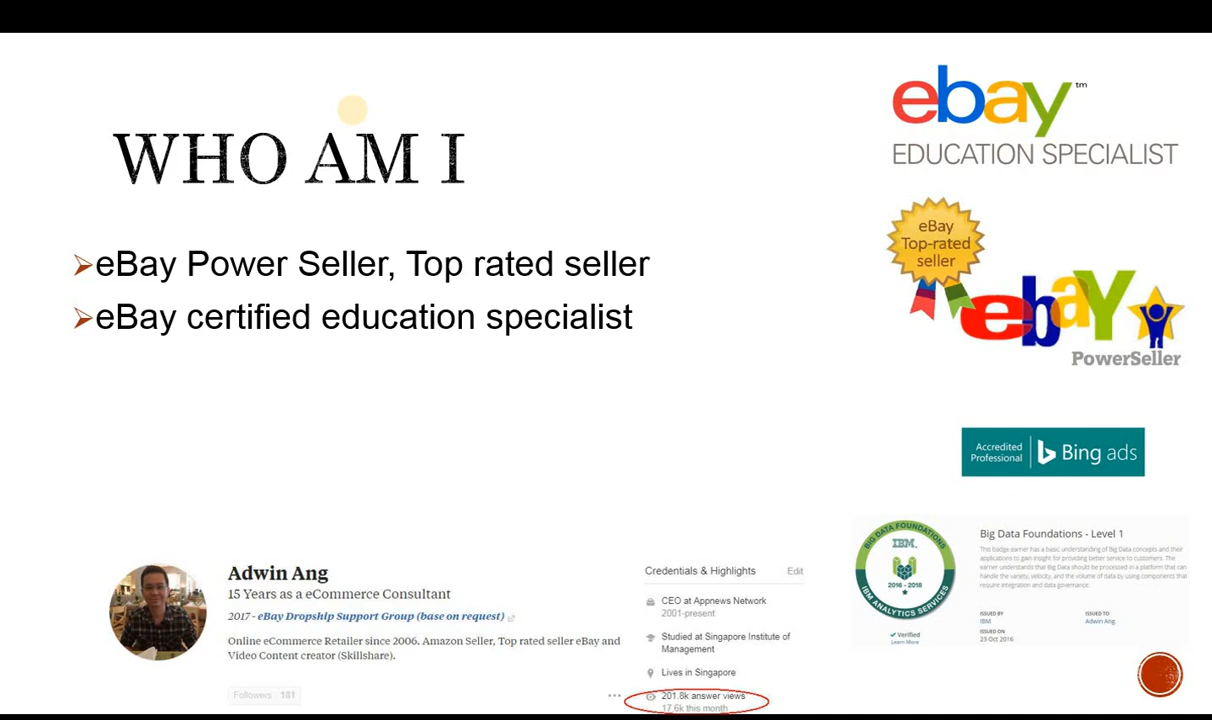 WHO AM I
eBay Power Seller, Top rated seller
eBay certified education specialist
ebay™
EDUCATION SPECIALIST
eBay
Top-rated
seller
ebay
PowerSeller
Accredited
Professional
Bing ads
Adwin Ang
15 Years as a eCommerce Consultant
2017 - eBay Dropship Support Group (base on request)
Online eCommerce Retailer since 2006. Amazon Seller, Top rated seller eBay and
Video Content creator (Skillshare).
Followers 181
Credentials & Highlights Edit
CEO at Appnews Network
2001-present
Studied at Singapore Institute of
Management
Lives in Singapore
201.8k answer views
17.6k this month
BIG DATA FOUNDATIONS
IBM.
2016 - 2018
IBM ANALYTICS SERVICES
Verified
Learn More
Big Data Foundations - Level 1
This badge earner has a basic understanding of Big Data concepts and their
applications to gain insight for providing better service to customers. The
earner understands that Big Data should be processed in a platform that can
handle the variety, velocity, and the volume of data by using components that
require integration and data governance.
ISSUED BY
IBM
ISSUED TO
Adwin Ang
ISSUED ON
23 Oct 2016